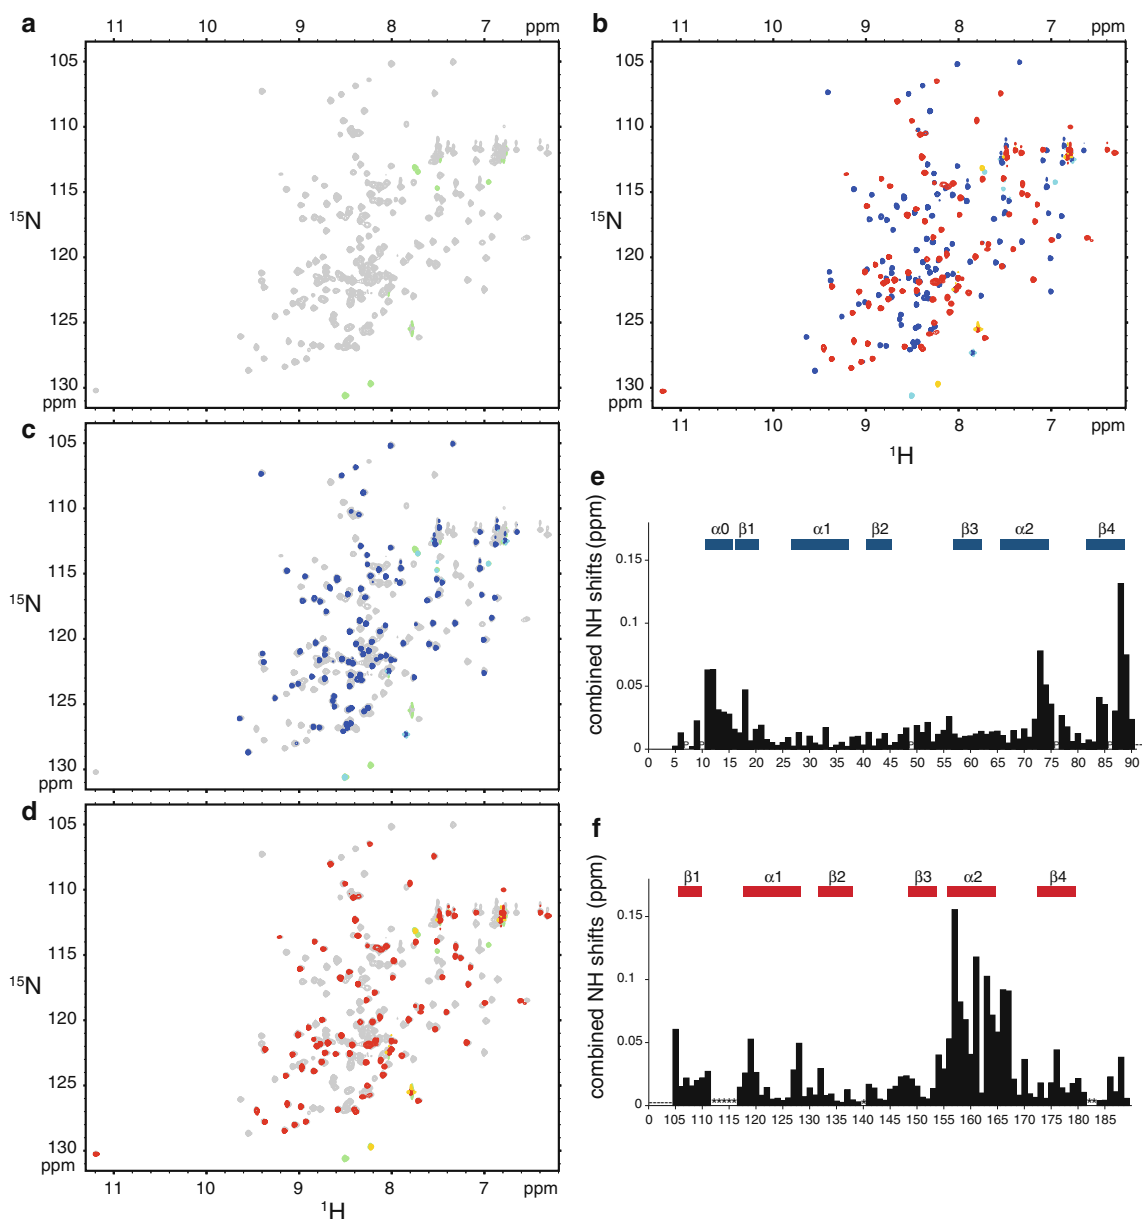 a
11 10 9 8 7 ppm
105
110
115
15N
120
125
130
ppm
b
11 10 9 8 7 ppm
105
110
115
15N
120
125
130
ppm
11 10 9 8 7 ppm
1H
c
105
110
115
15N
120
125
130
ppm
d
105
110
115
15N
120
125
130
ppm
11 10 9 8 7 ppm
1H
e
combined NH shifts (ppm)
α0 β1 α1 β2 β3 α2 β4
0.15
0.1
0.05
0
P P P P P
0 5 10 15 20 25 30 35 40 45 50 55 60 65 70 75 80 85 90
f
combined NH shifts (ppm)
β1 α1 β2 β3 α2 β4
0.15
0.1
0.05
0
***** * **
0 105 110 115 120 125 130 135 140 145 150 155 160 165 170 175 180 185